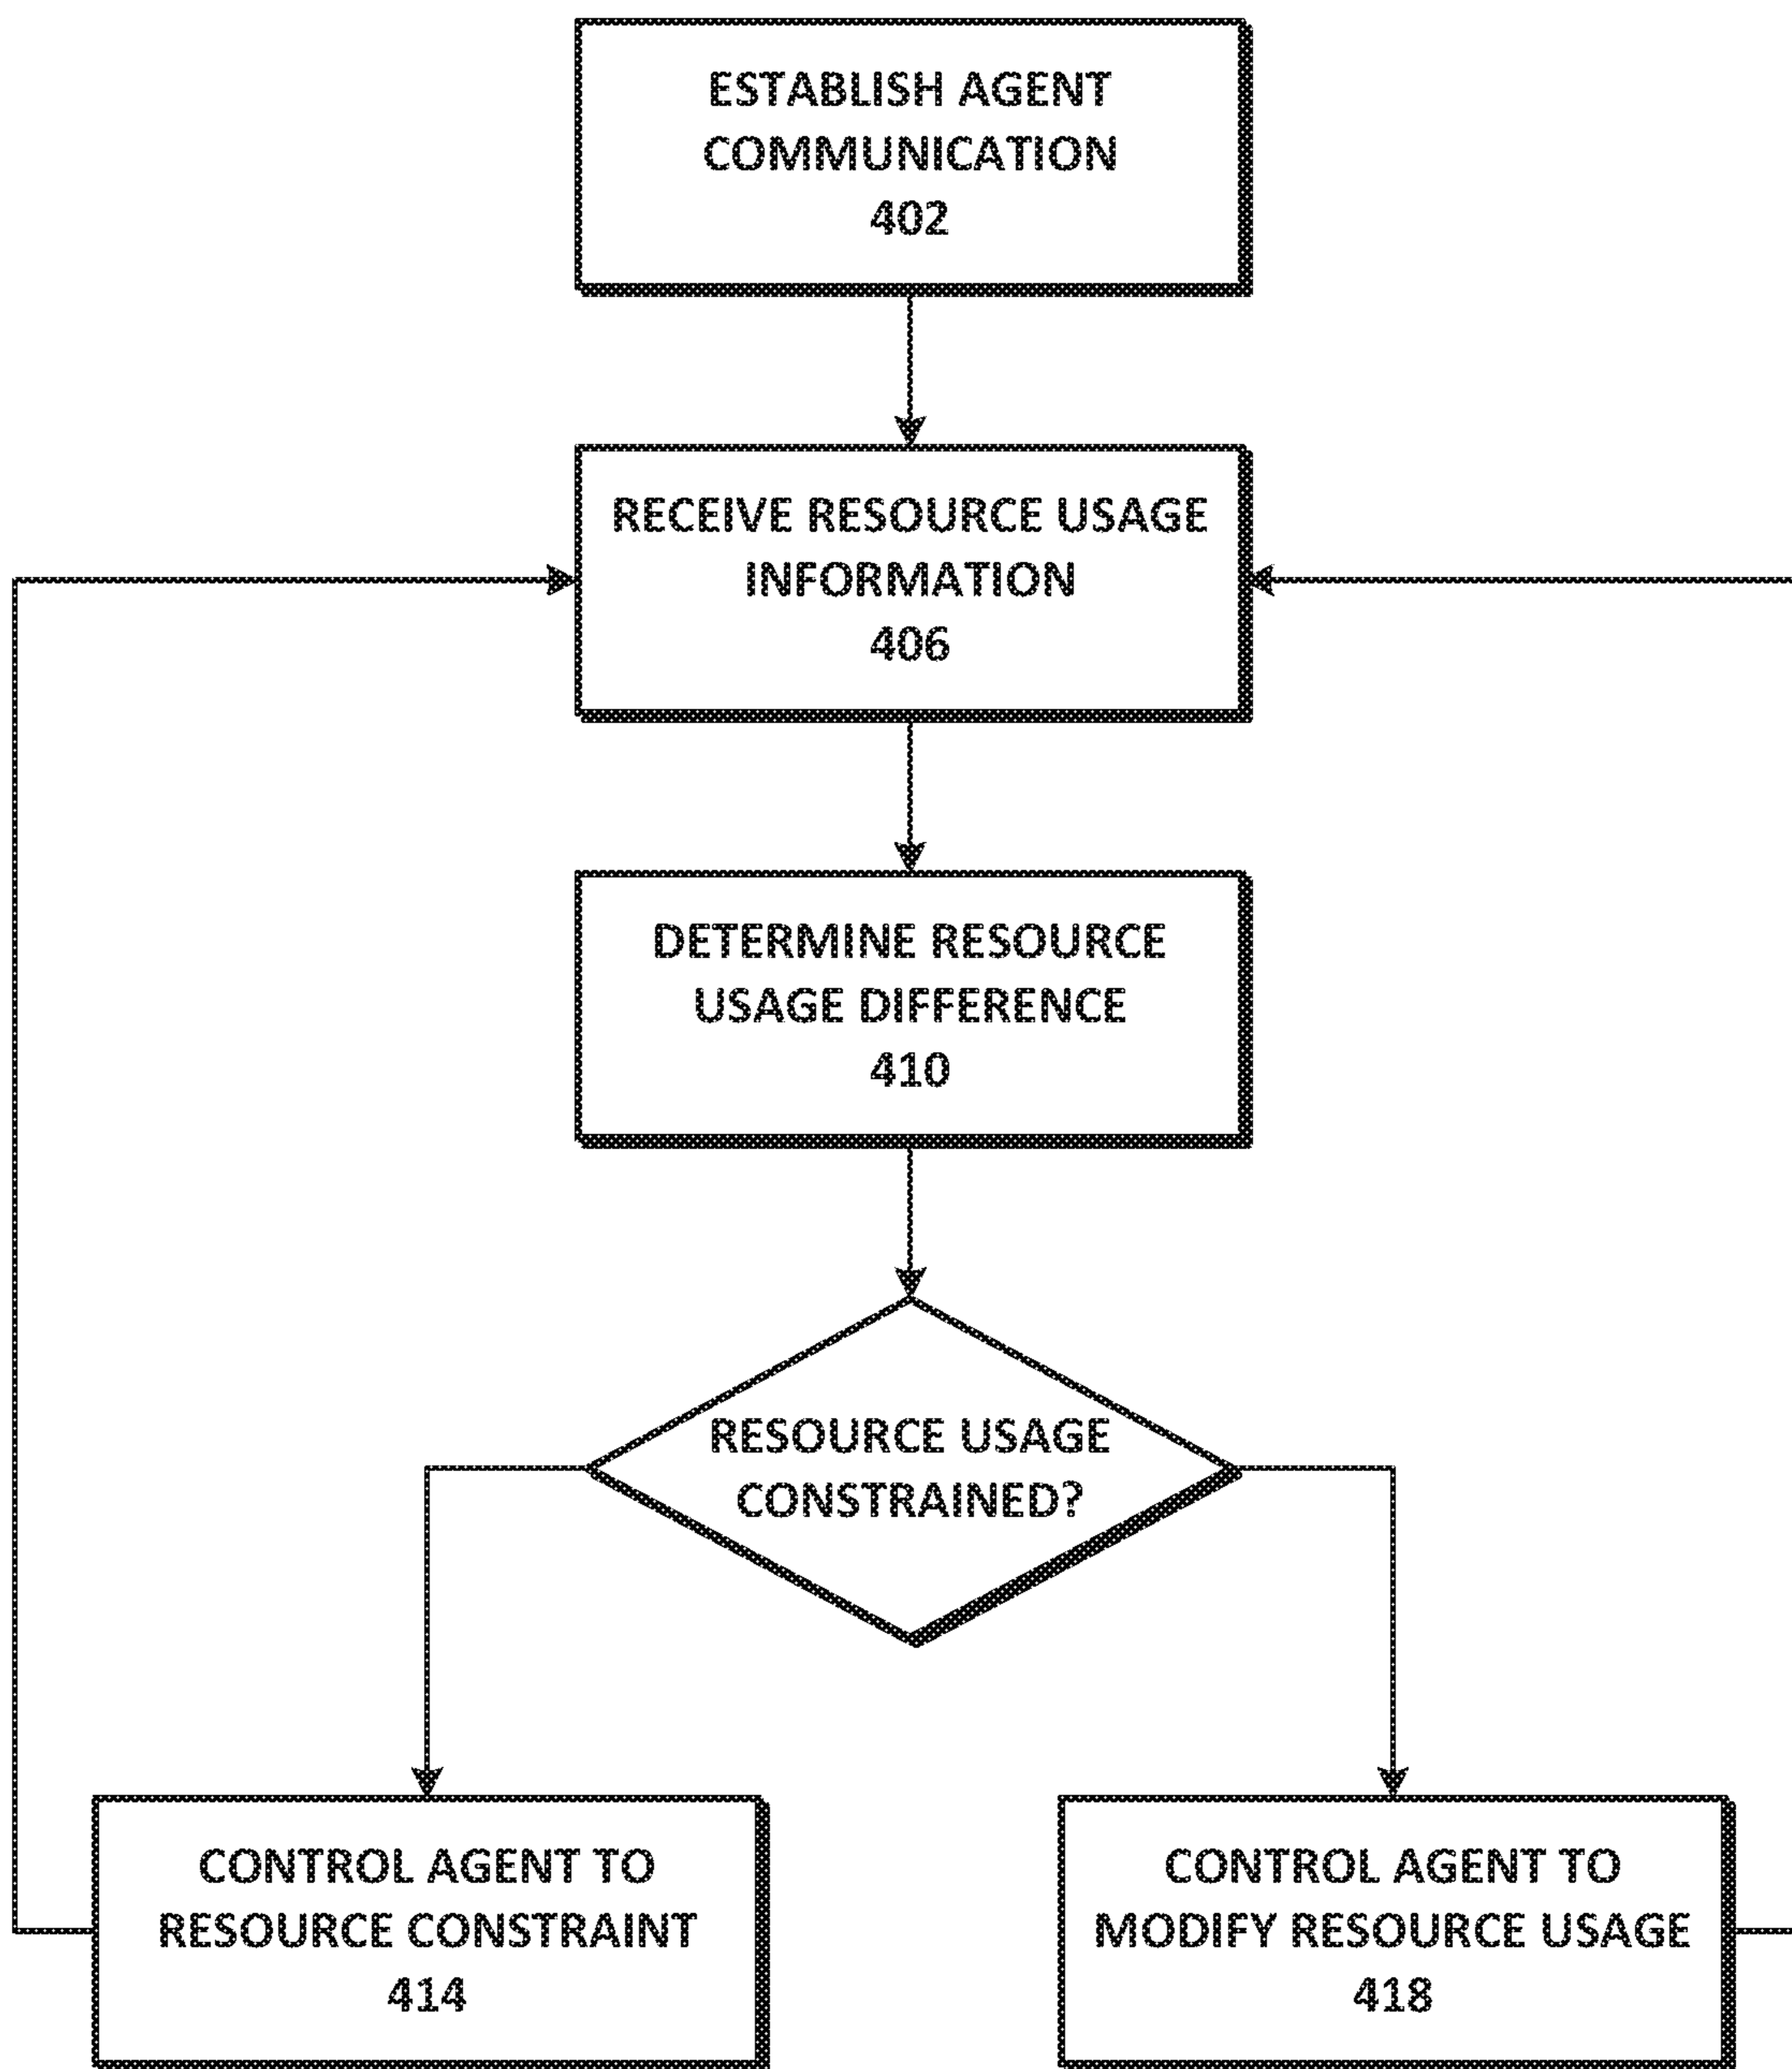 ESTABLISH AGENT
COMMUNICATION
402
RECEIVE RESOURCE USAGE
INFORMATION
406
DETERMINE RESOURCE
USAGE DIFFERENCE
410
RESOURCE USAGE
CONSTRAINED?
CONTROL AGENT TO
RESOURCE CONSTRAINT
414
CONTROL AGENT TO
MODIFY RESOURCE USAGE
418